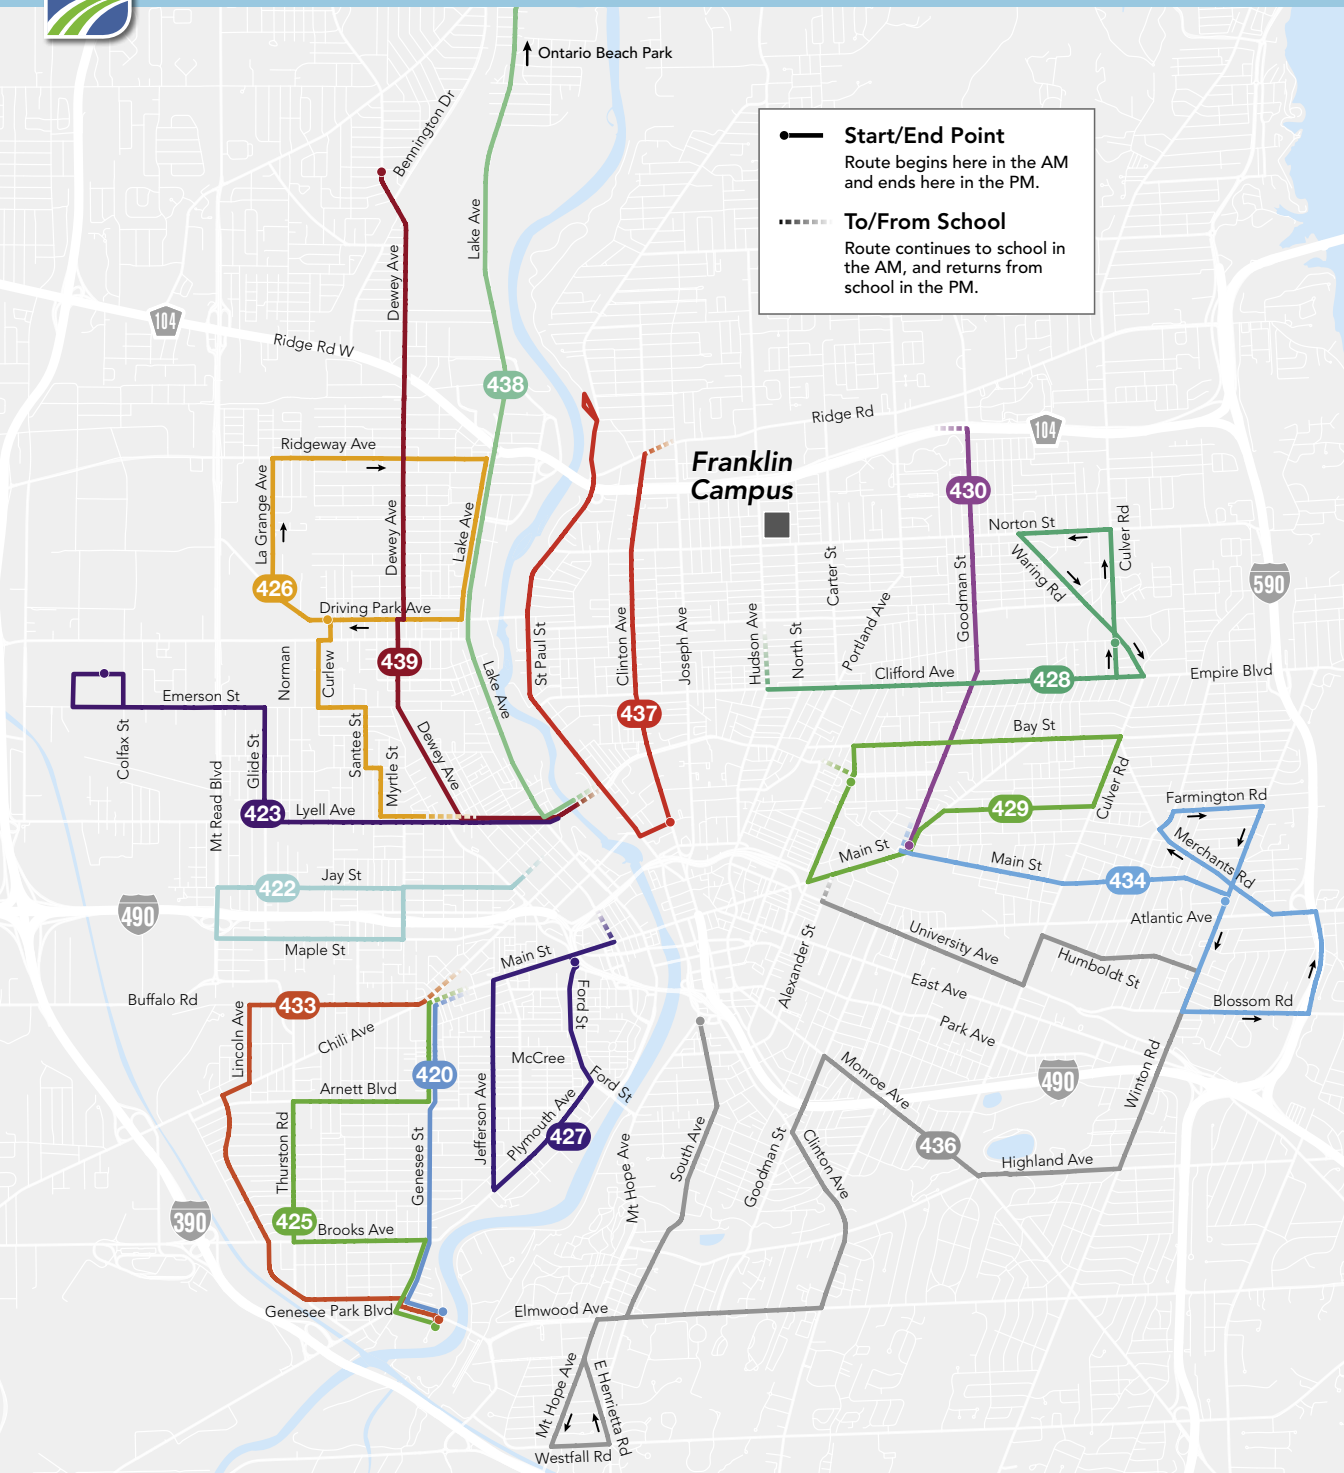 Ontario Beach Park
Bennington Dr
Start/End Point
Route begins here in the AM
and ends here in the PM.
To/From School
Route continues to school in
the AM, and returns from
school in the PM.
Lake Ave
Dewey Ave
104
Ridge Rd W
438
Ridge Rd
104
Ridgeway Ave
Franklin
Campus
430
La Grange Ave
Dewey Ave
Lake Ave
Norton St
Culver Rd
Waring Rd
590
426
Driving Park Ave
Carter St
Goodman St
Portland Ave
Hudson Ave
North St
Joseph Ave
Clinton Ave
St Paul St
Norman
Curlew
439
Lake Ave
Clifford Ave
428
Empire Blvd
Emerson St
437
Colfax St
Glide St
Mt Read Blvd
Santee St
Myrtle St
Dewey Ave
Bay St
Culver Rd
423
Lyell Ave
429
Farmington Rd
Merchants Rd
Main St
Main St
434
422
Jay St
490
Maple St
Atlantic Ave
University Ave
Humboldt St
Alexander St
Main St
East Ave
Park Ave
Buffalo Rd
433
Lincoln Ave
Chili Ave
Ford St
Blossom Rd
420
McCree
Ford St
Arnett Blvd
Monroe Ave
490
Winton Rd
Thurston Rd
Genesee St
Jefferson Ave
Plymouth Ave
427
Mt Hope Ave
South Ave
Goodman St
Clinton Ave
436
Highland Ave
390
425
Brooks Ave
Genesee Park Blvd
Elmwood Ave
Mt Hope Ave
E Henrietta Rd
Westfall Rd